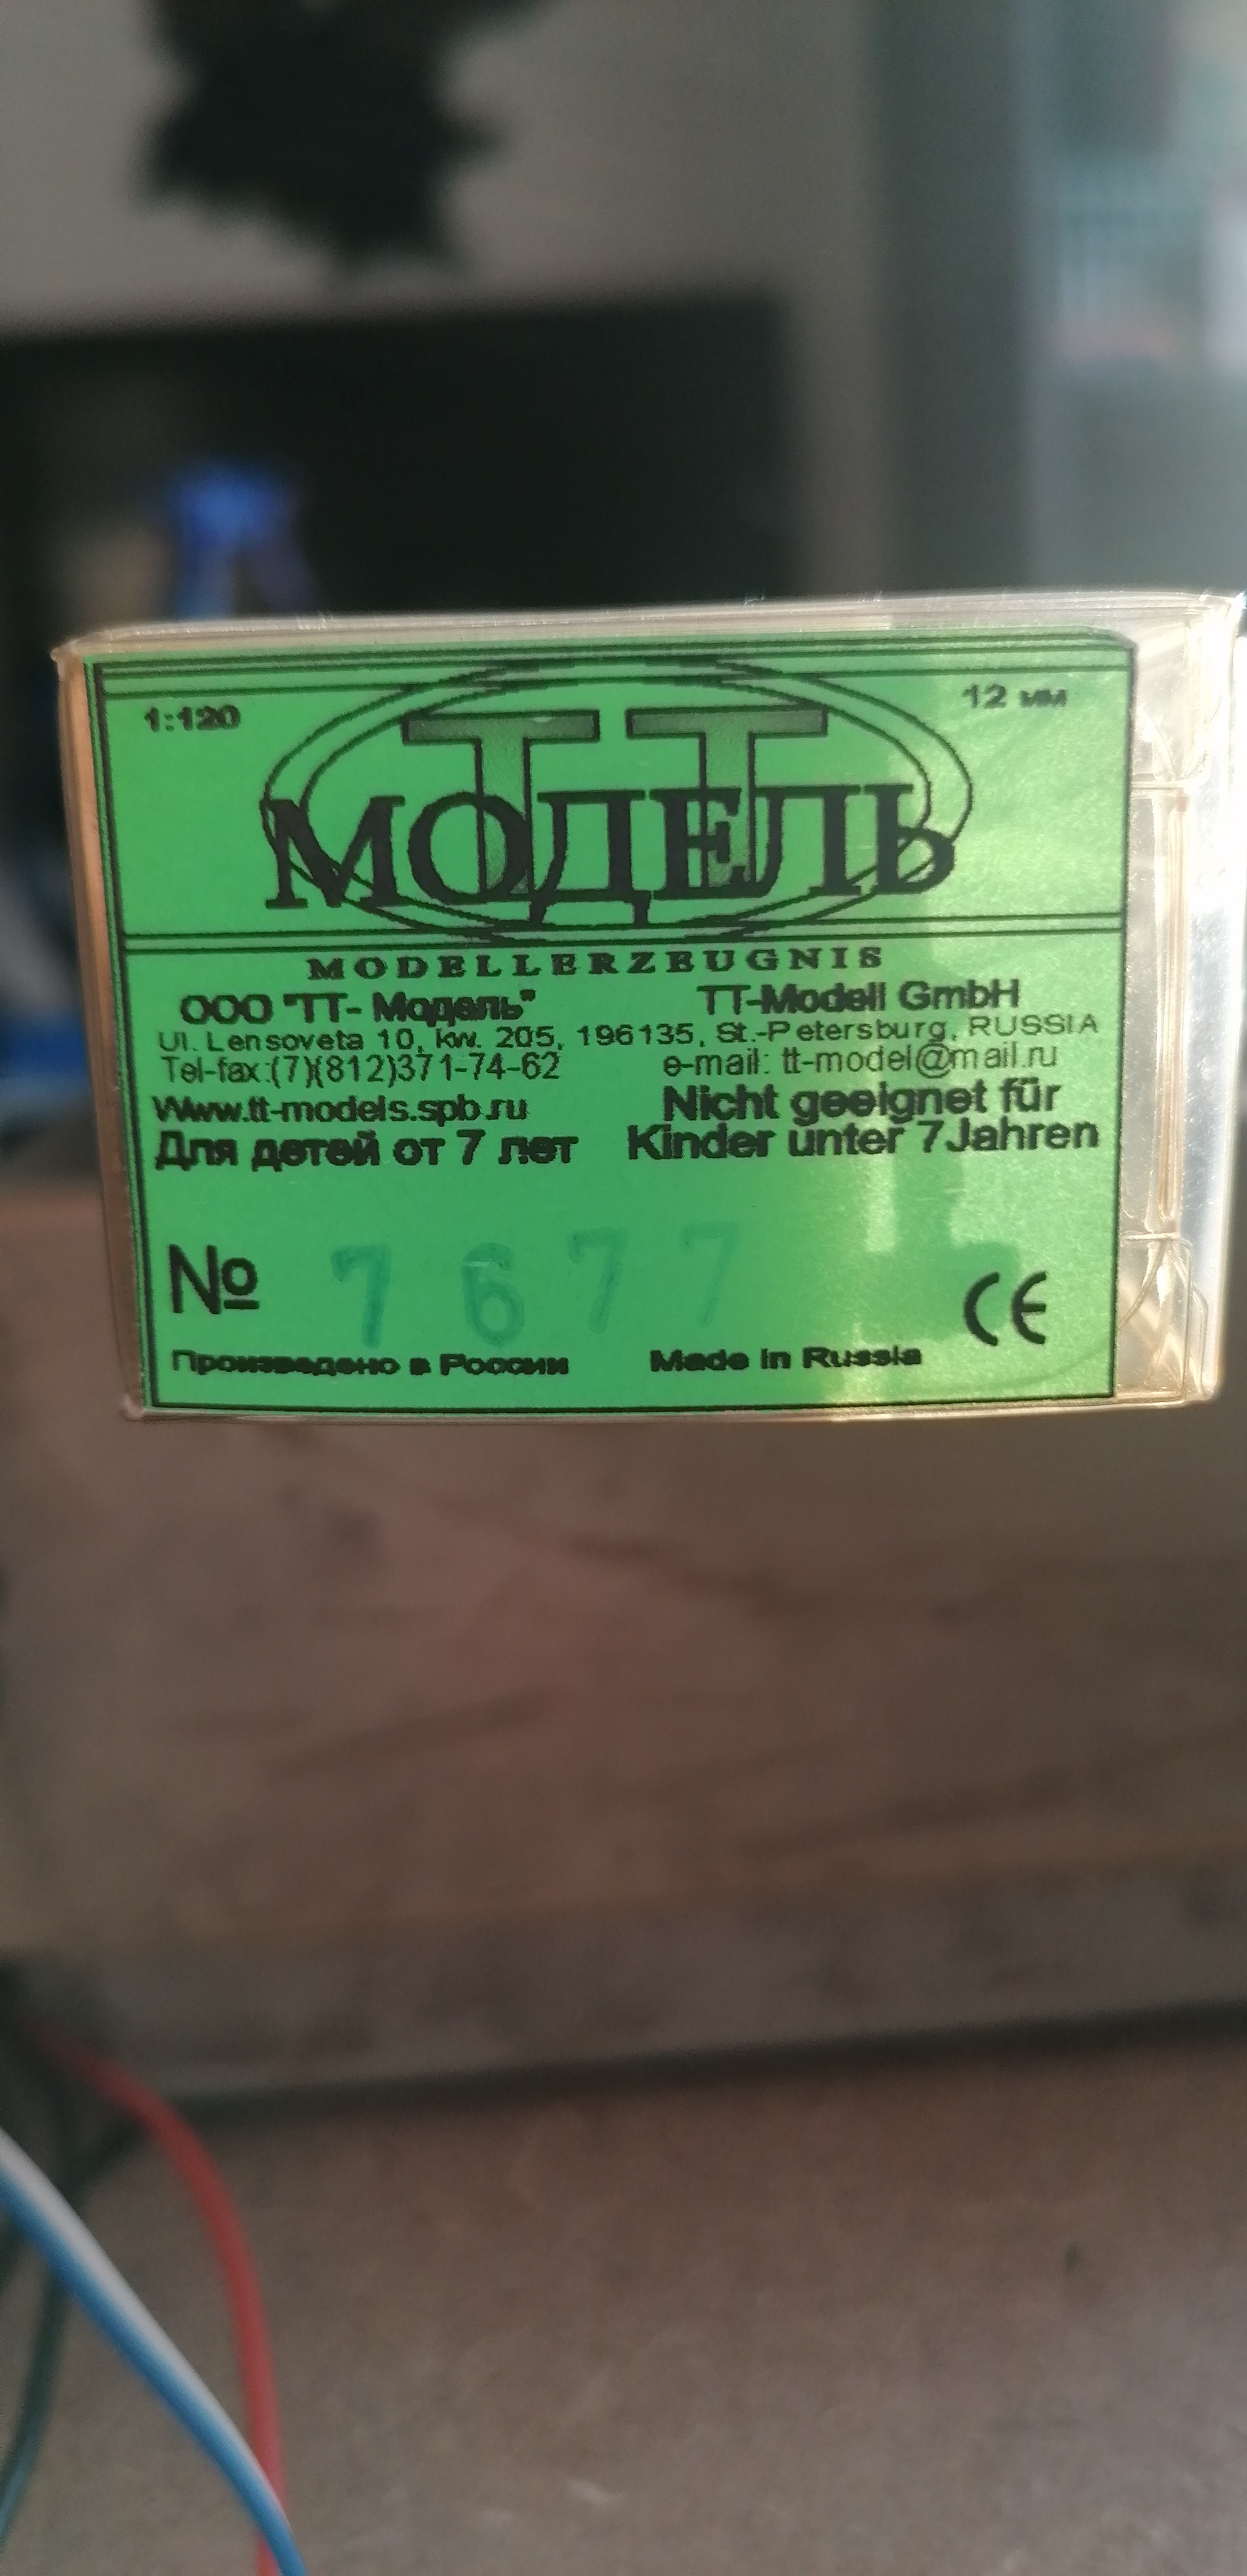 1:120
12 мм
ТТ
МОДЕЛЬ
MODELLERZEUGNIS
ООО "ТТ- Модель" TT-Modell GmbH
Ul. Lensoveta 10, kw. 205, 196135, St.-Petersburg, RUSSIA
Tel-fax:(7)(812)371-74-62 e-mail: tt-model@mail.ru
Www.tt-models.spb.ru Nicht geeignet für
Для детей от 7 лет Kinder unter 7Jahren
№ 7677 CE
Произведено в России Made in Russia